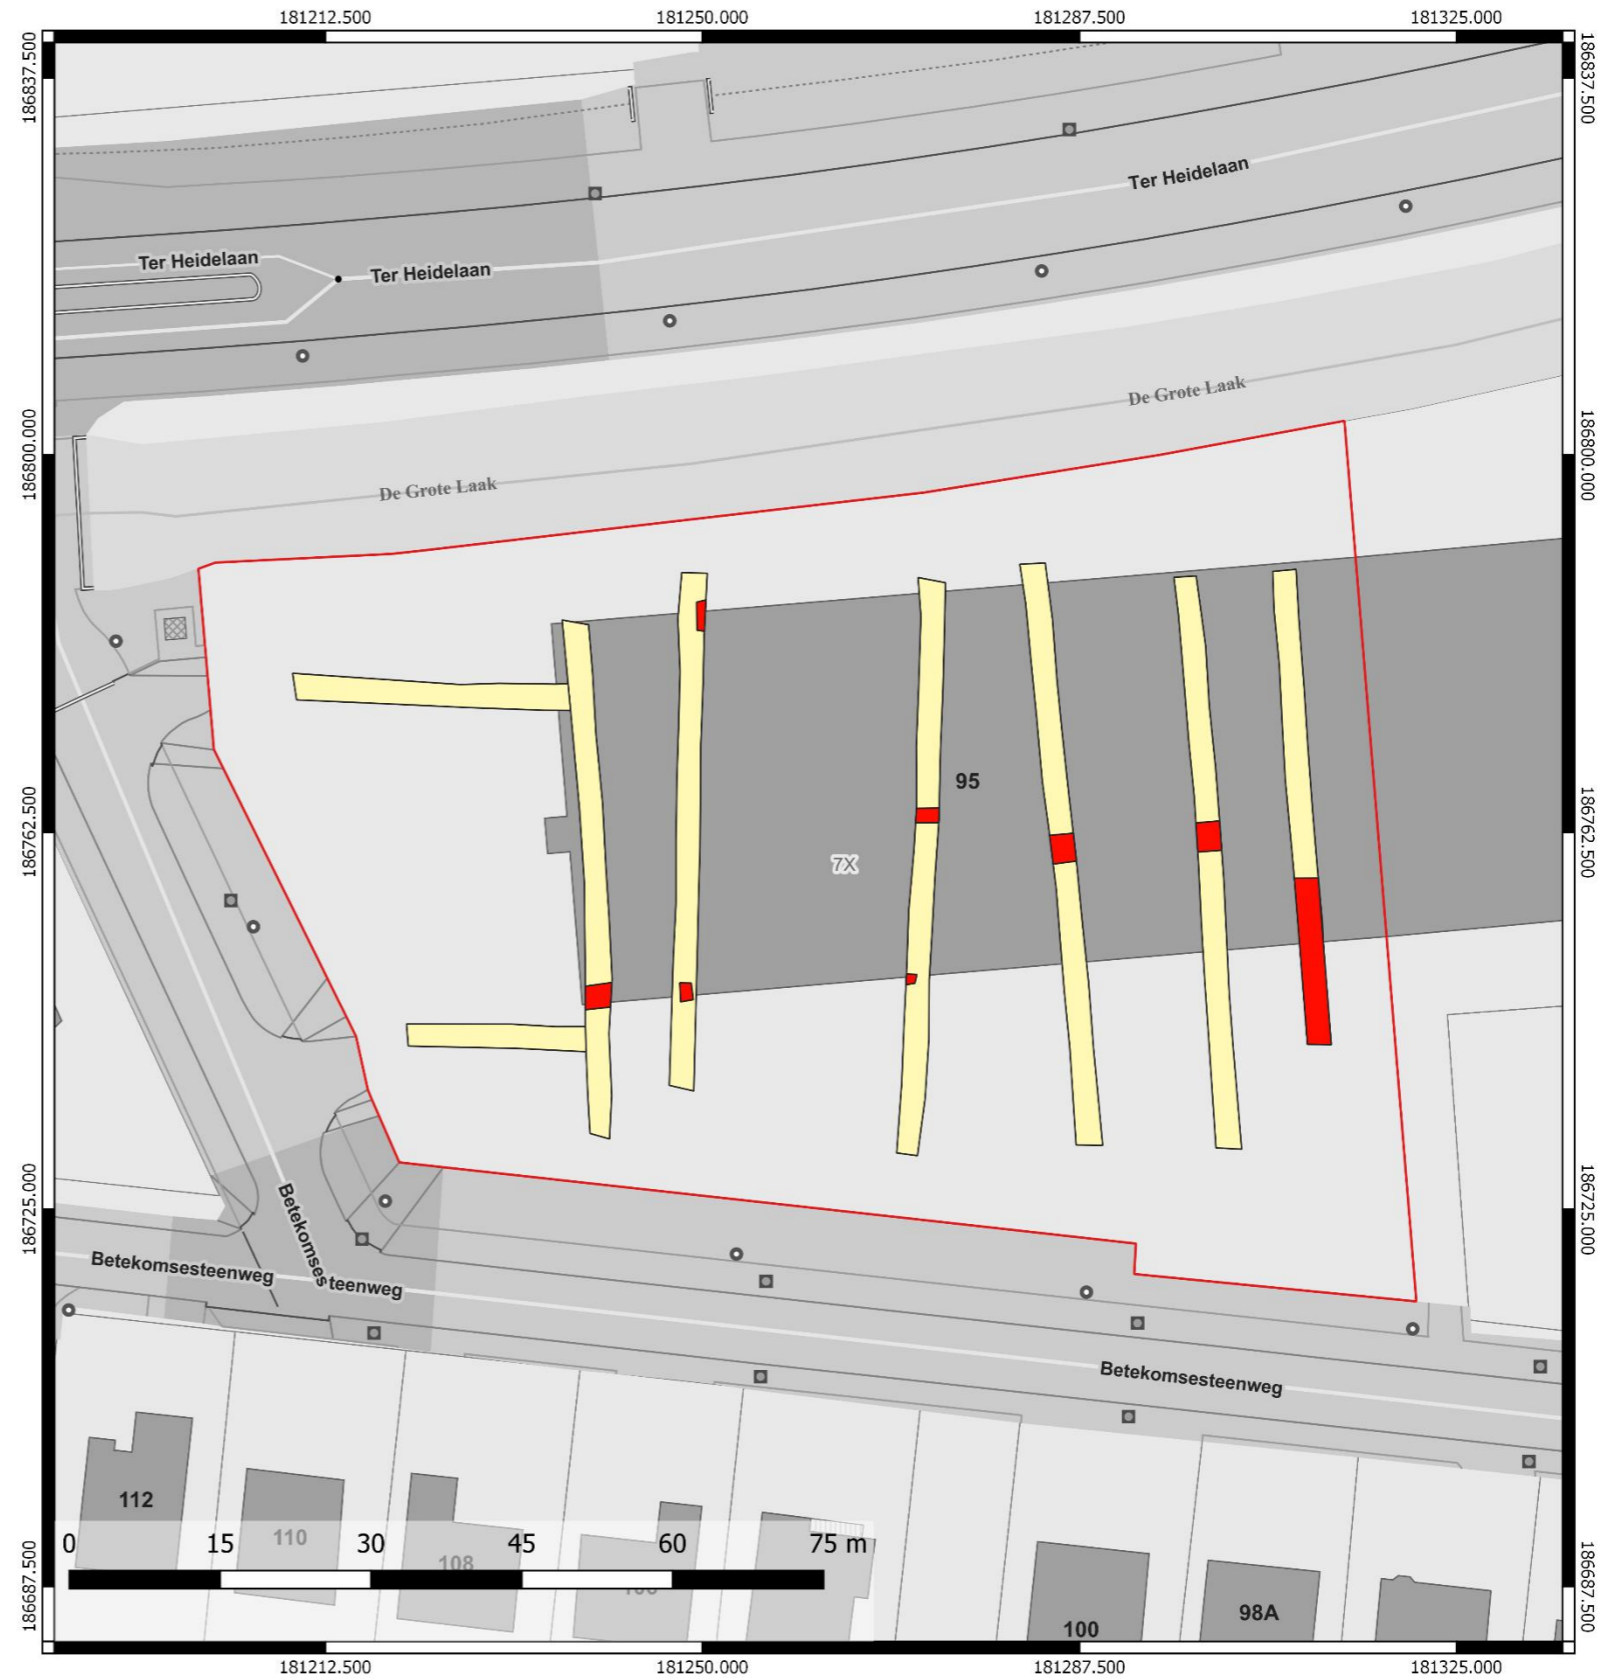 181212.500 181250.000 181287.500 181325.000
186837.500 186837.500
Ter Heidelaan
Ter Heidelaan
Ter Heidelaan
De Grote Laak
186800.000 186800.000
De Grote Laak
95
186762.500 186762.500
7X
186725.000 186725.000
Betekomsesteenweg
Betekomsesteenweg
Betekomsesteenweg
112
110
108
0 15 30 45 60 75 m
186687.500 186687.500
100
98A
181212.500 181250.000 181287.500 181325.000